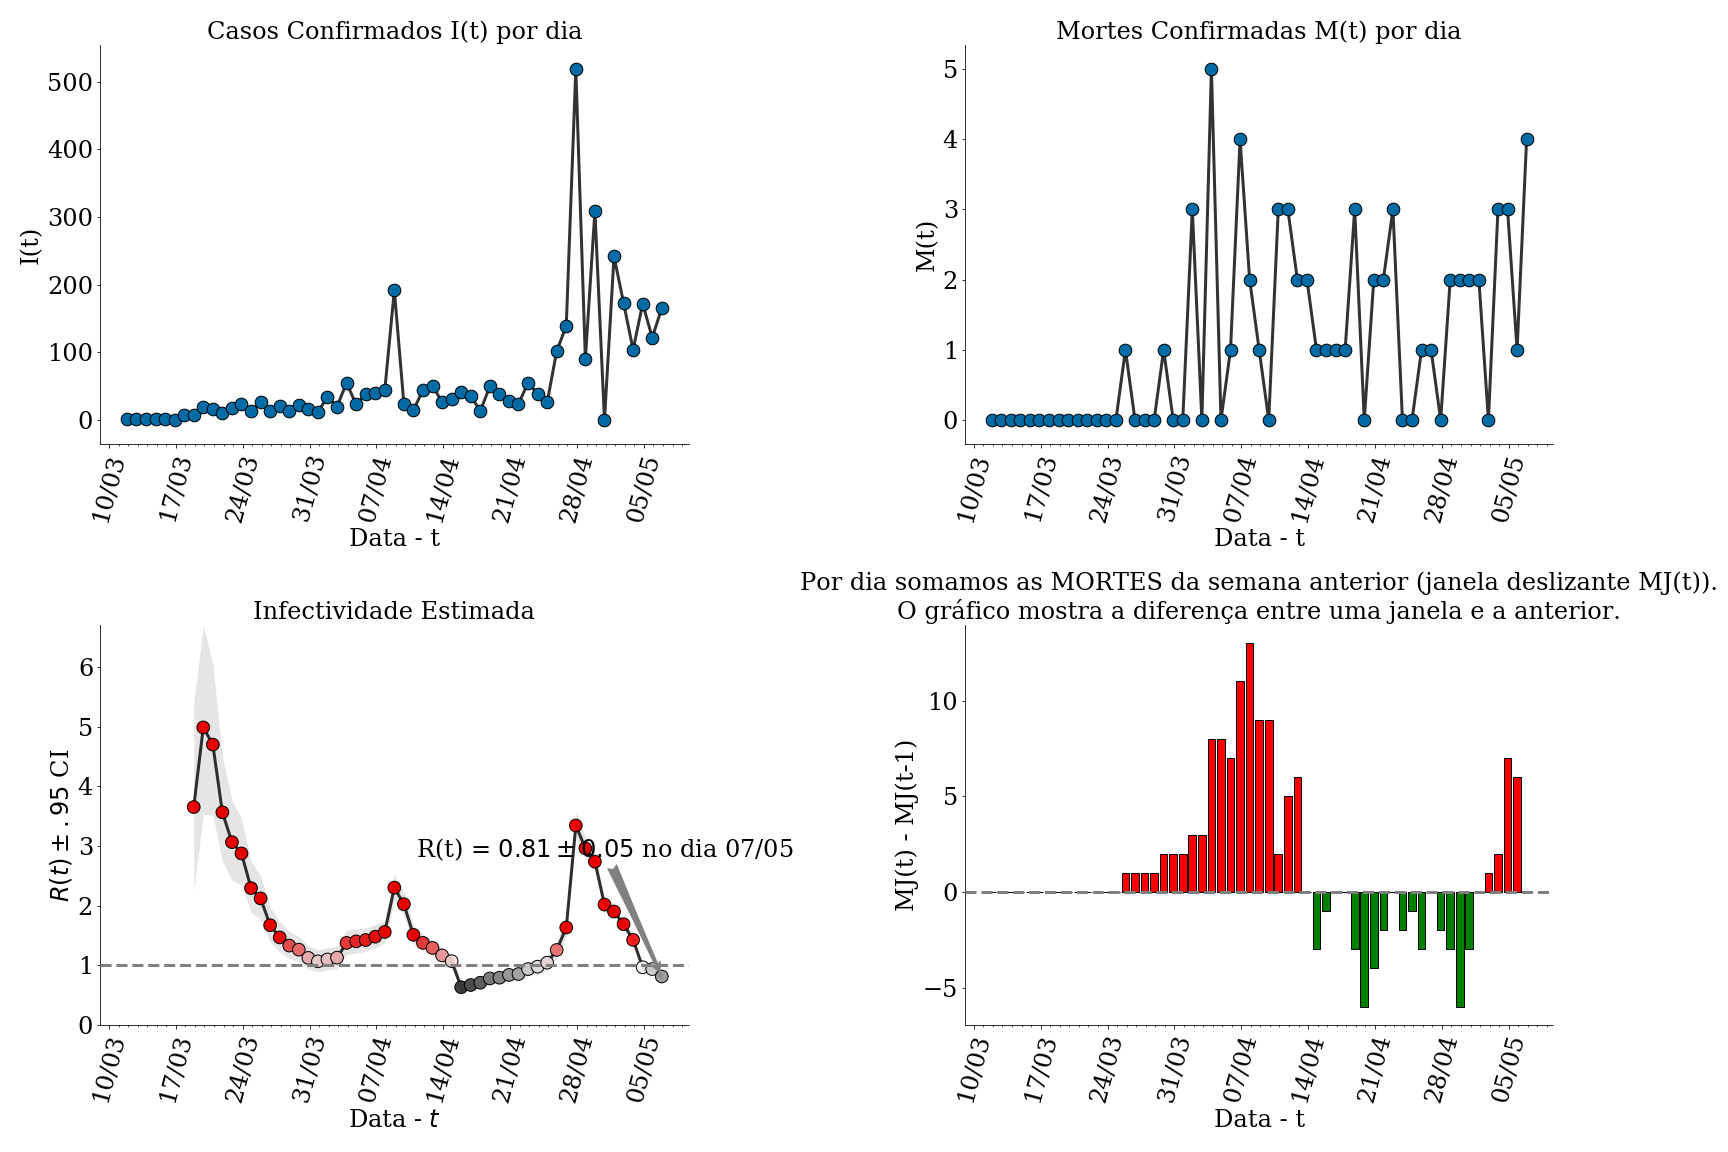 Casos Confirmados I(t) por dia
I(t)
500
400
300
200
100
0
10/03 17/03 24/03 31/03 07/04 14/04 21/04 28/04 05/05
Data - t
Mortes Confirmadas M(t) por dia
M(t)
5
4
3
2
1
0
10/03 17/03 24/03 31/03 07/04 14/04 21/04 28/04 05/05
Data - t
Infectividade Estimada
R(t) ± .95 CI
6
5
4
3
2
1
0
R(t) = 0.81 ± 0.05 no dia 07/05
10/03 17/03 24/03 31/03 07/04 14/04 21/04 28/04 05/05
Data - t
Por dia somamos as MORTES da semana anterior (janela deslizante MJ(t)).
O gráfico mostra a diferença entre uma janela e a anterior.
MJ(t) - MJ(t-1)
10
5
0
−5
10/03 17/03 24/03 31/03 07/04 14/04 21/04 28/04 05/05
Data - t